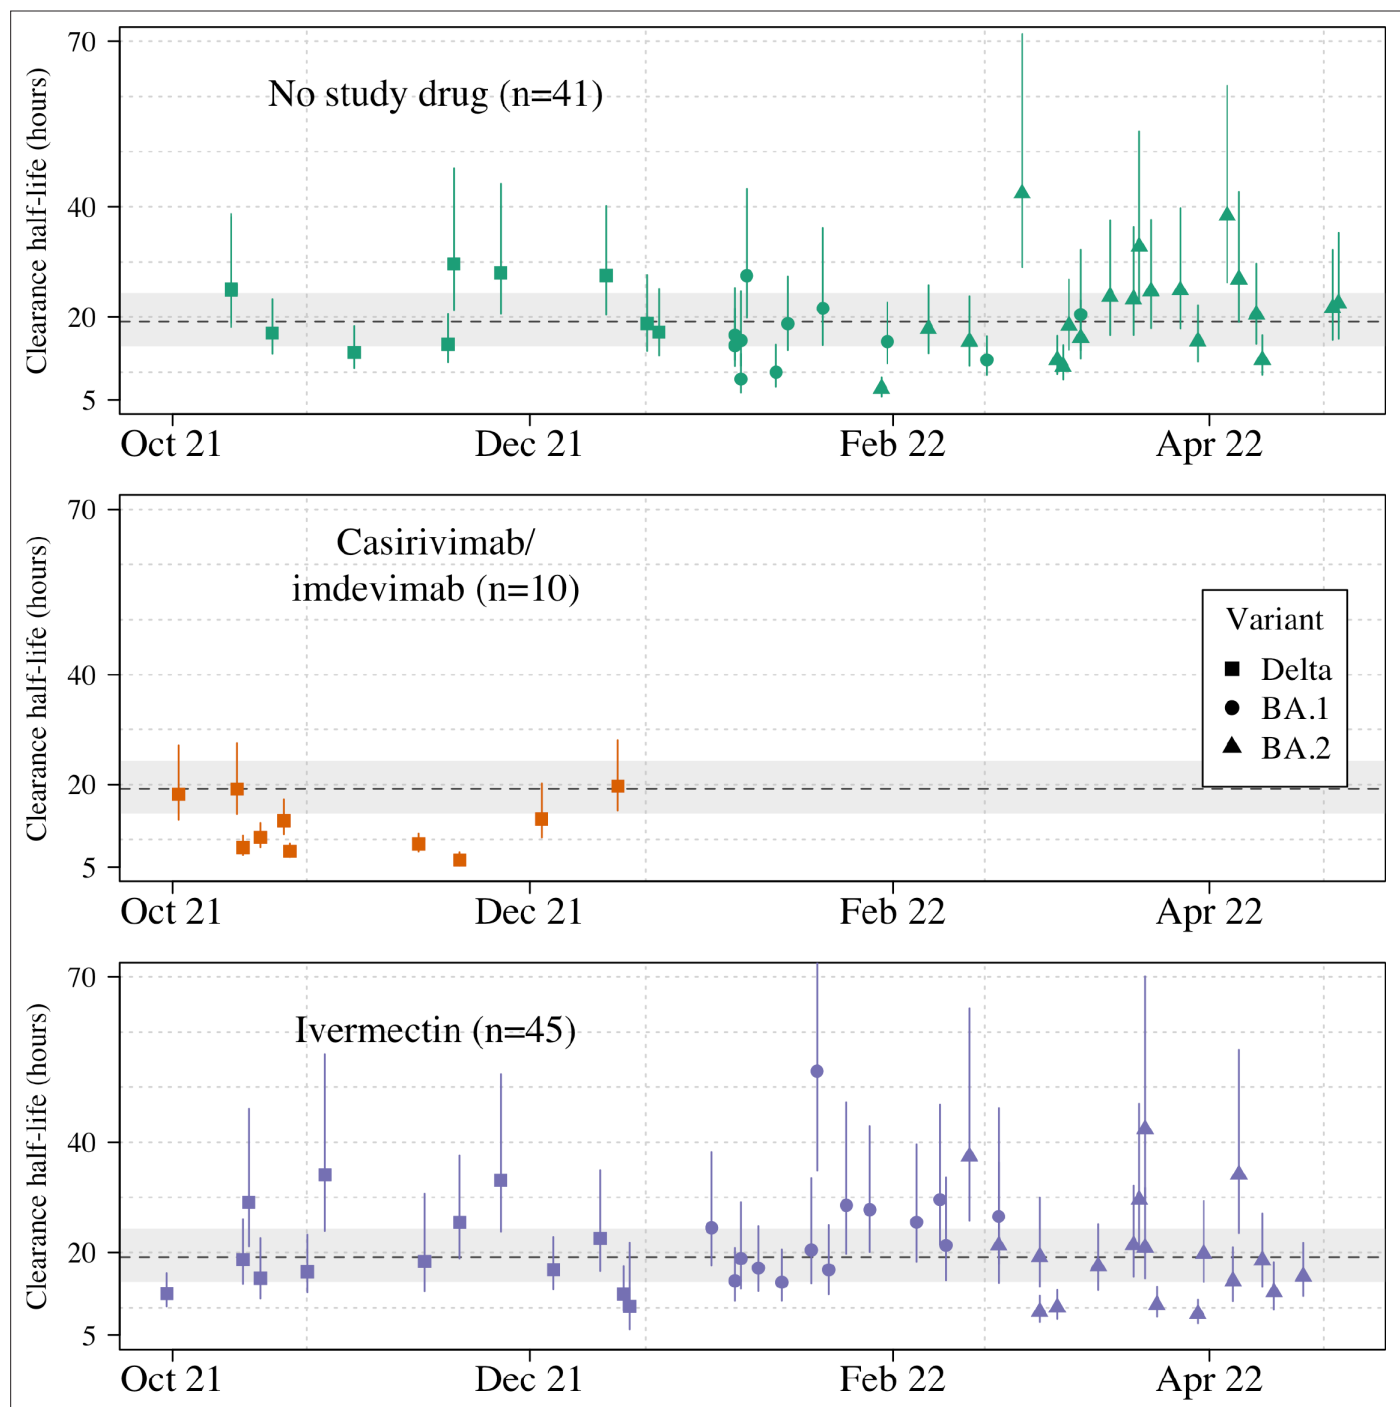 70
No study drug (n=41)
40
20
5
Clearance half-life (hours)
Oct 21 Dec 21 Feb 22 Apr 22
70
Casirivimab/
imdevimab (n=10)
40
20
5
Clearance half-life (hours)
Variant
Delta
BA.1
BA.2
Oct 21 Dec 21 Feb 22 Apr 22
70
Ivermectin (n=45)
40
20
5
Clearance half-life (hours)
Oct 21 Dec 21 Feb 22 Apr 22